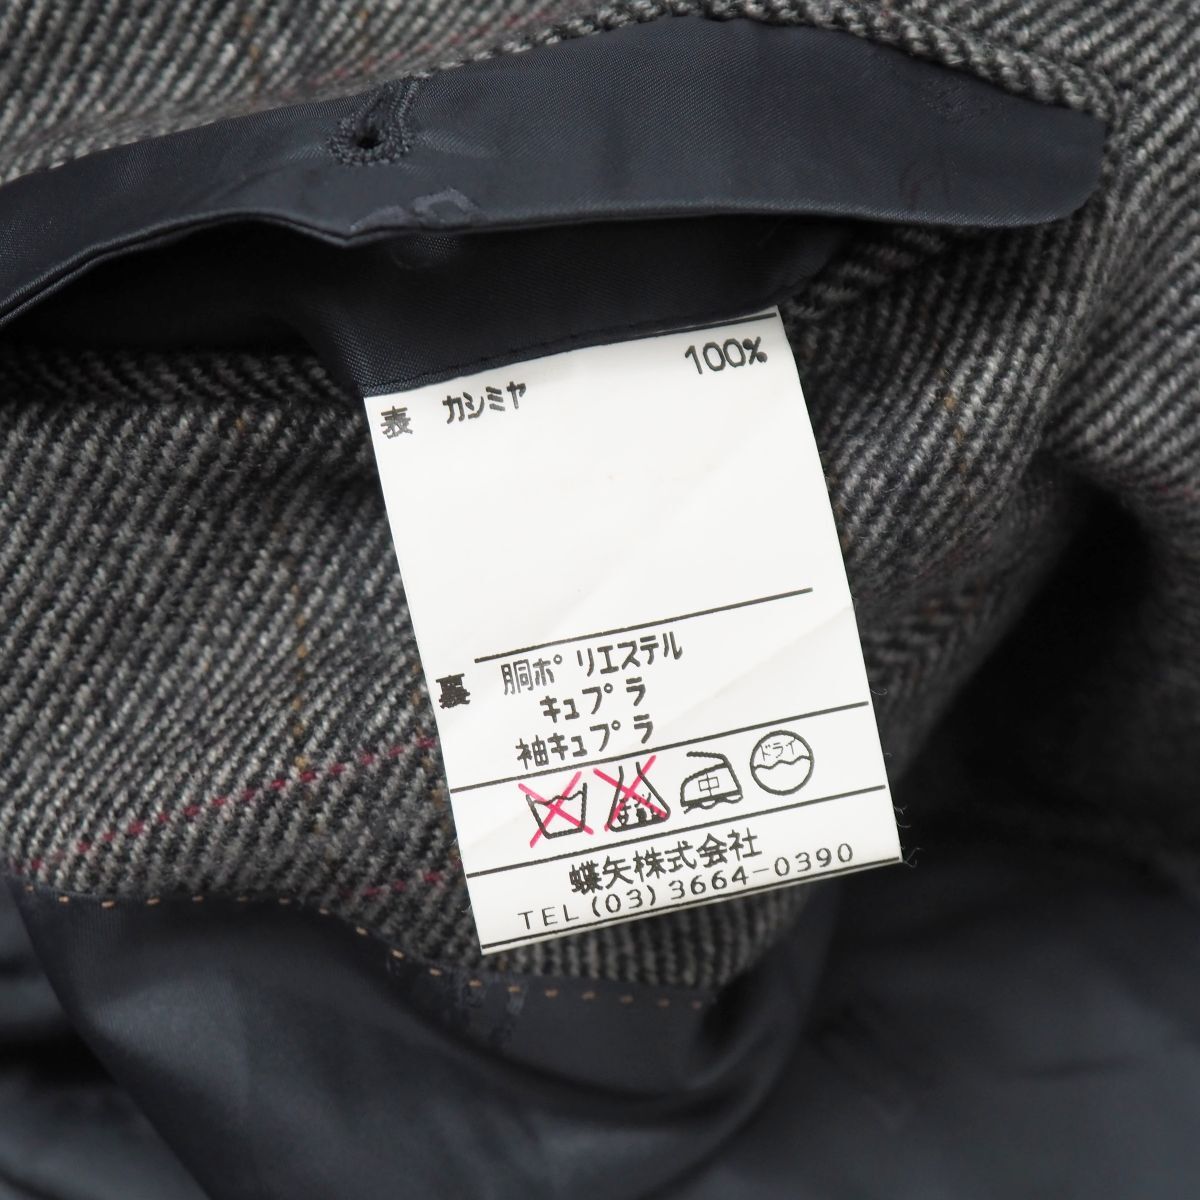 表 カシミヤ 100%
裏 胴ポリエステル
キュプラ
袖キュプラ
中 ドライ
蝶矢株式会社
TEL (03) 3664-0390